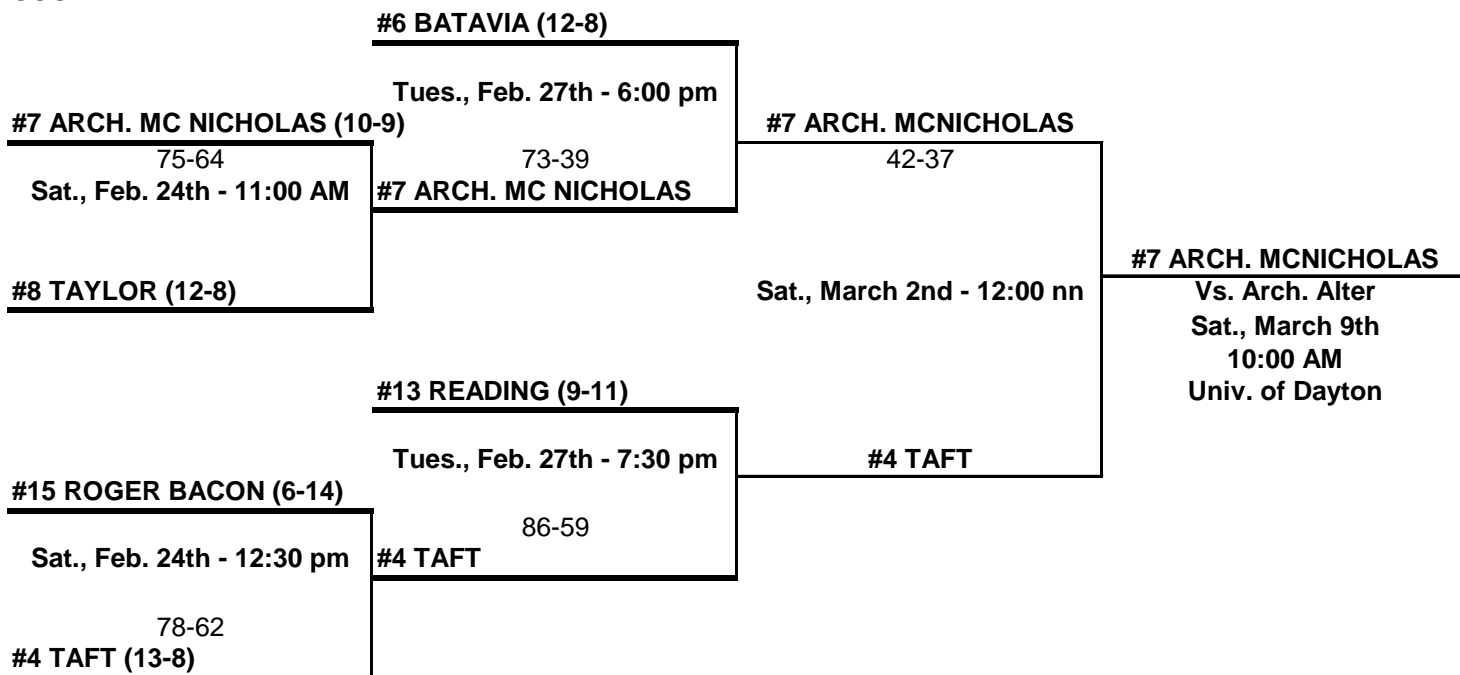 #6 BATAVIA (12-8)
Tues., Feb. 27th - 6:00 pm
#7 ARCH. MC NICHOLAS (10-9)
#7 ARCH. MCNICHOLAS
75-64
73-39
42-37
Sat., Feb. 24th - 11:00 AM
#7 ARCH. MC NICHOLAS
#7 ARCH. MCNICHOLAS
#8 TAYLOR (12-8)
Sat., March 2nd - 12:00 nn
Vs. Arch. Alter
Sat., March 9th
10:00 AM
Univ. of Dayton
#13 READING (9-11)
Tues., Feb. 27th - 7:30 pm
#4 TAFT
#15 ROGER BACON (6-14)
86-59
Sat., Feb. 24th - 12:30 pm
#4 TAFT
78-62
#4 TAFT (13-8)